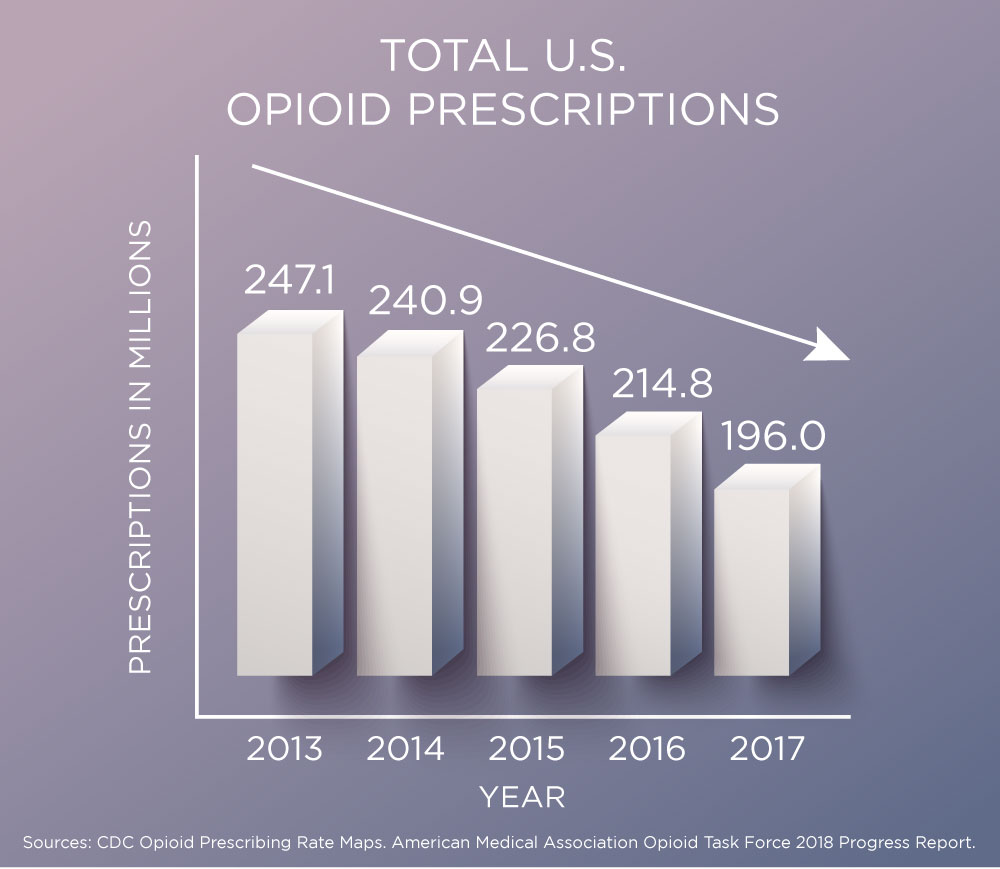 TOTAL U.S.
OPIOID PRESCRIPTIONS
PRESCRIPTIONS IN MILLIONS
247.1
240.9
226.8
214.8
196.0
2013
2014
2015
2016
2017
YEAR
Sources: CDC Opioid Prescribing Rate Maps. American Medical Association Opioid Task Force 2018 Progress Report.